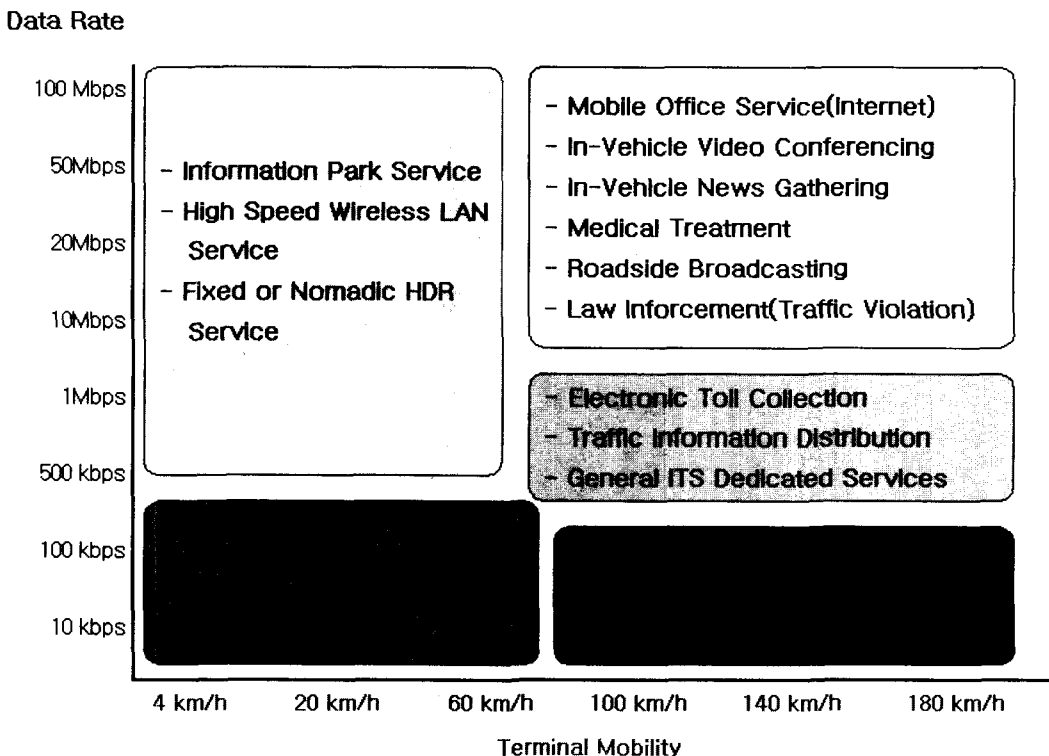 Data Rate
100 Mbps
50Mbps
20Mbps
10Mbps
1Mbps
500 kbps
100 kbps
10 kbps
- Information Park Service
- High Speed Wireless LAN
Service
- Fixed or Nomadic HDR
Service
- Mobile Office Service(Internet)
- In-Vehicle Video Conferencing
- In-Vehicle News Gathering
- Medical Treatment
- Roadside Broadcasting
- Law Inforcement(Traffic Violation)
- Electronic Toll Collection
- Traffic Information Distribution
- General ITS Dedicated Services
4 km/h 20 km/h 60 km/h 100 km/h 140 km/h 180 km/h
Terminal Mobility